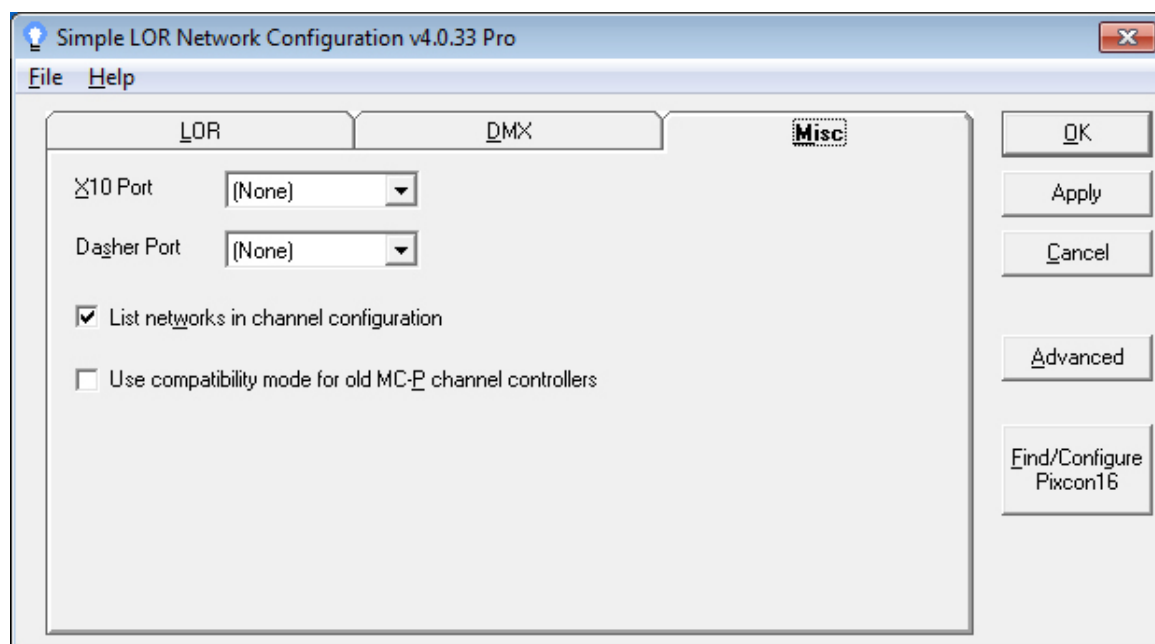 Simple LOR Network Configuration v4.0.33 Pro
File Help
LOR DMX Misc
X10 Port (None)
Dasher Port (None)
List networks in channel configuration
Use compatibility mode for old MC-P channel controllers
OK
Apply
Cancel
Advanced
Find/Configure
Pixcon16